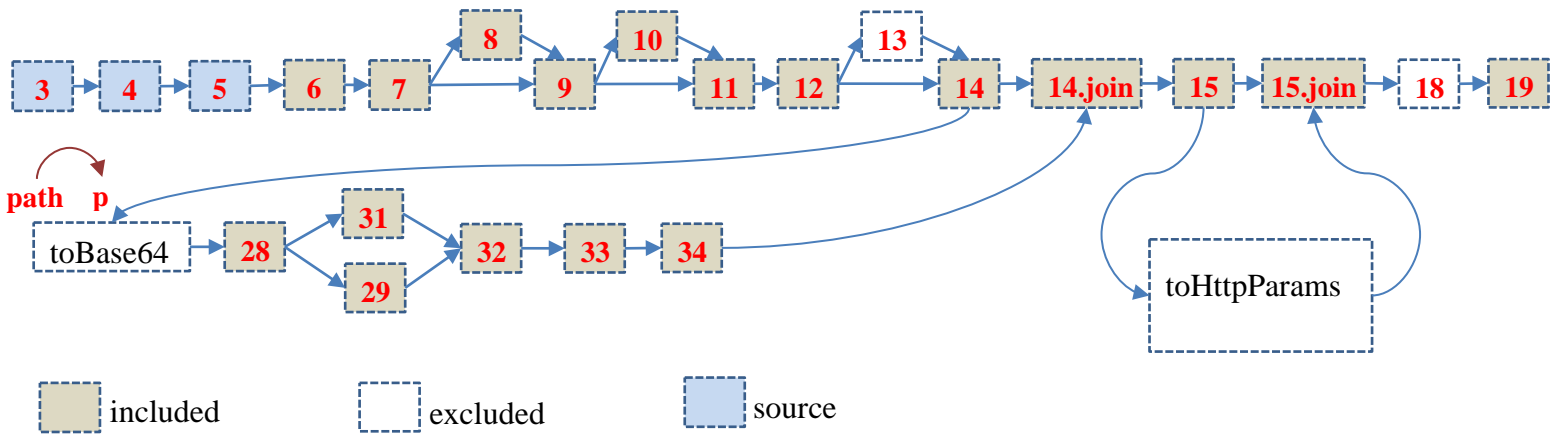 8 10 13
3 4 5 6 7 9 11 12 14 14.join 15 15.join 18 19
path p
31
toBase64 28 32 33 34 toHttpParams
29
included excluded source